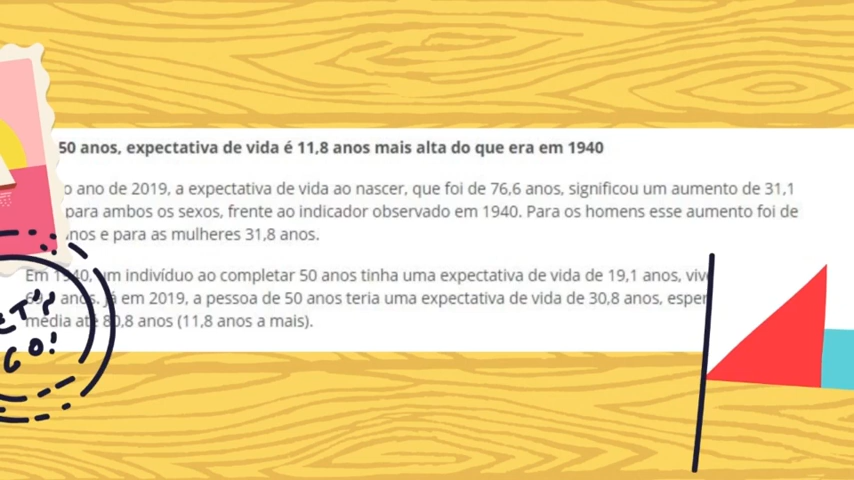 50 anos, expectativa de vida é 11,8 anos mais alta do que era em 1940
ano de 2019, a expectativa de vida ao nascer, que foi de 76,6 anos, significou um aumento de 31,1
para ambos os sexos, frente ao indicador observado em 1940. Para os homens esse aumento foi de
e para as mulheres 31,8 anos.
Em 1940, um indivíduo ao completar 50 anos tinha uma expectativa de vida de 19,1 anos,
anos. Já em 2019, a pessoa de 50 anos teria uma expectativa de vida de 30,8 anos,
média até 80,8 anos (11,8 anos a mais).
GO!